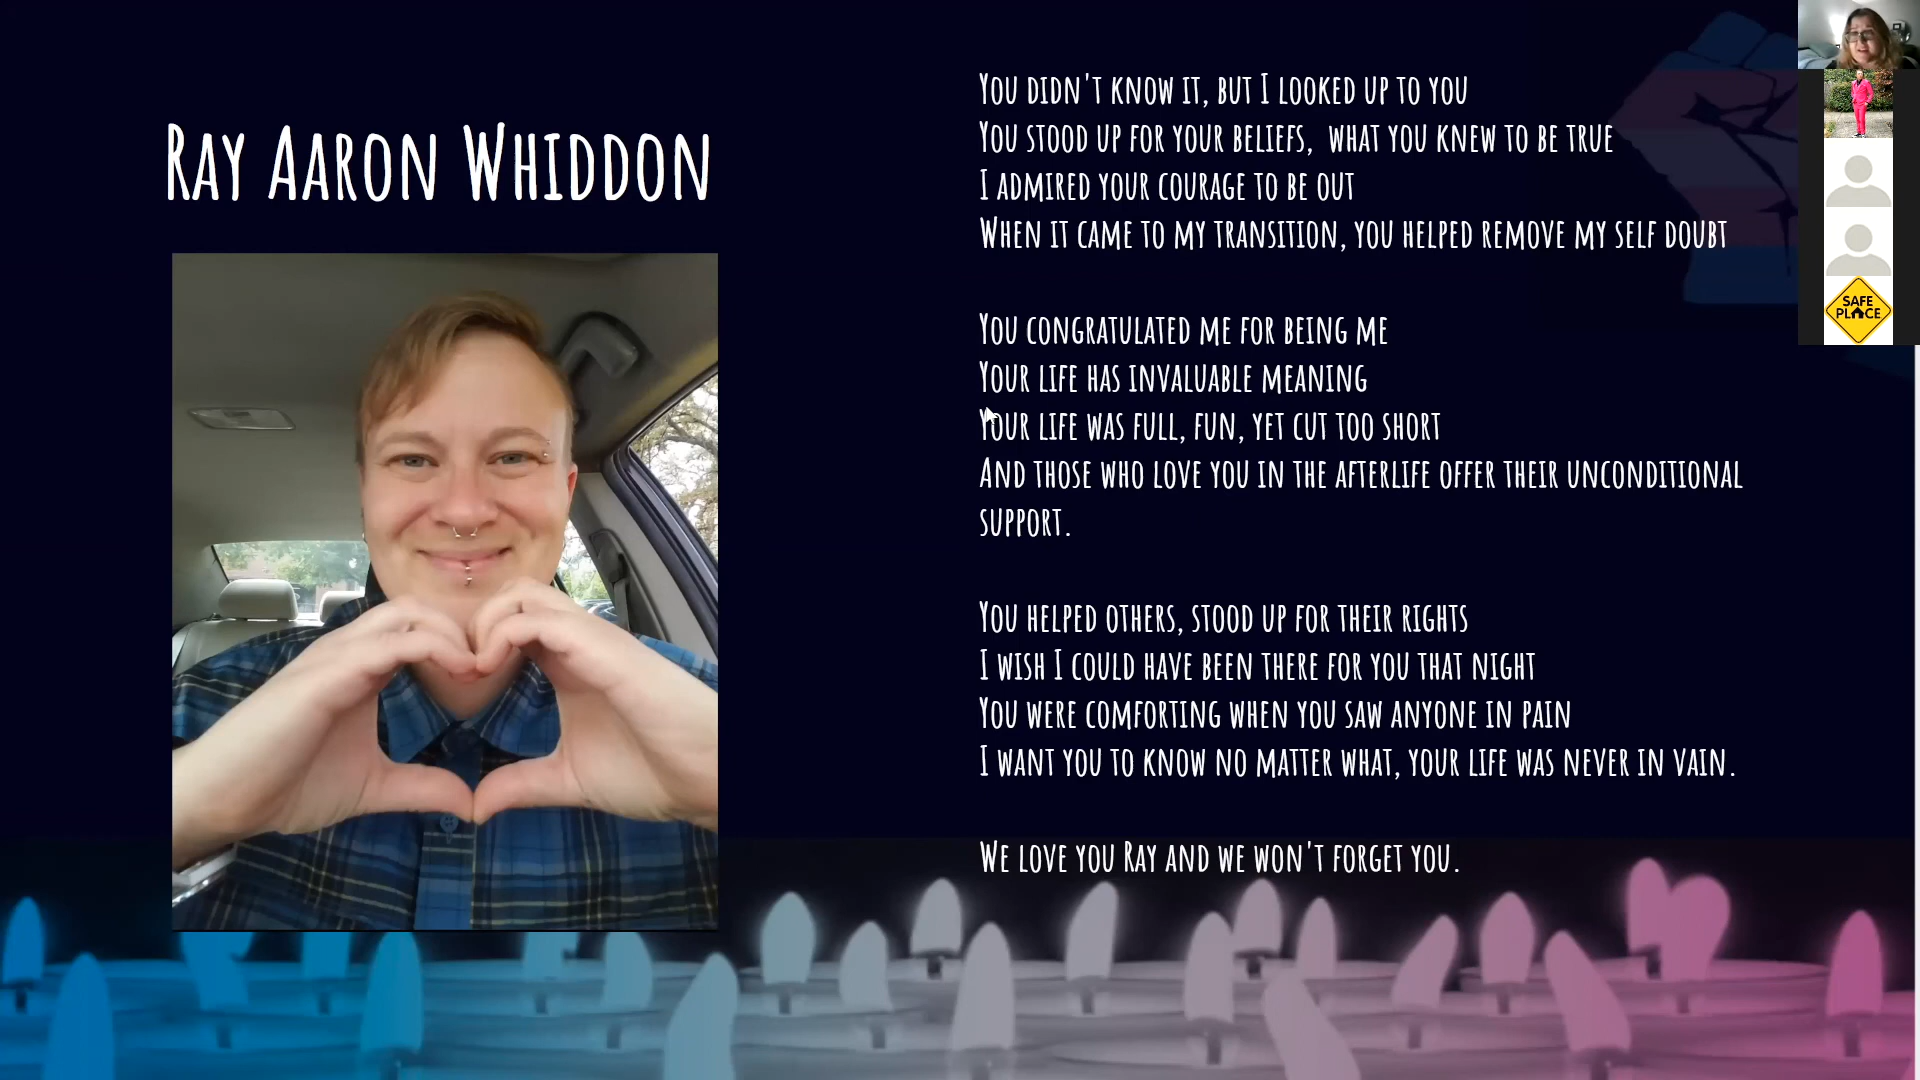 Ray Aaron Whiddon
You didn't know it, but I looked up to you
You stood up for your beliefs, what you knew to be true
I admired your courage to be out
When it came to my transition, you helped remove my self doubt
You congratulated me for being me
Your life has invaluable meaning
Your life was full, fun, yet cut too short
And those who love you in the afterlife offer their unconditional
support.
You helped others, stood up for their rights
I wish I could have been there for you that night
You were comforting when you saw anyone in pain
I want you to know no matter what, your life was never in vain.
We love you Ray and we won't forget you.
SAFE
PLACE